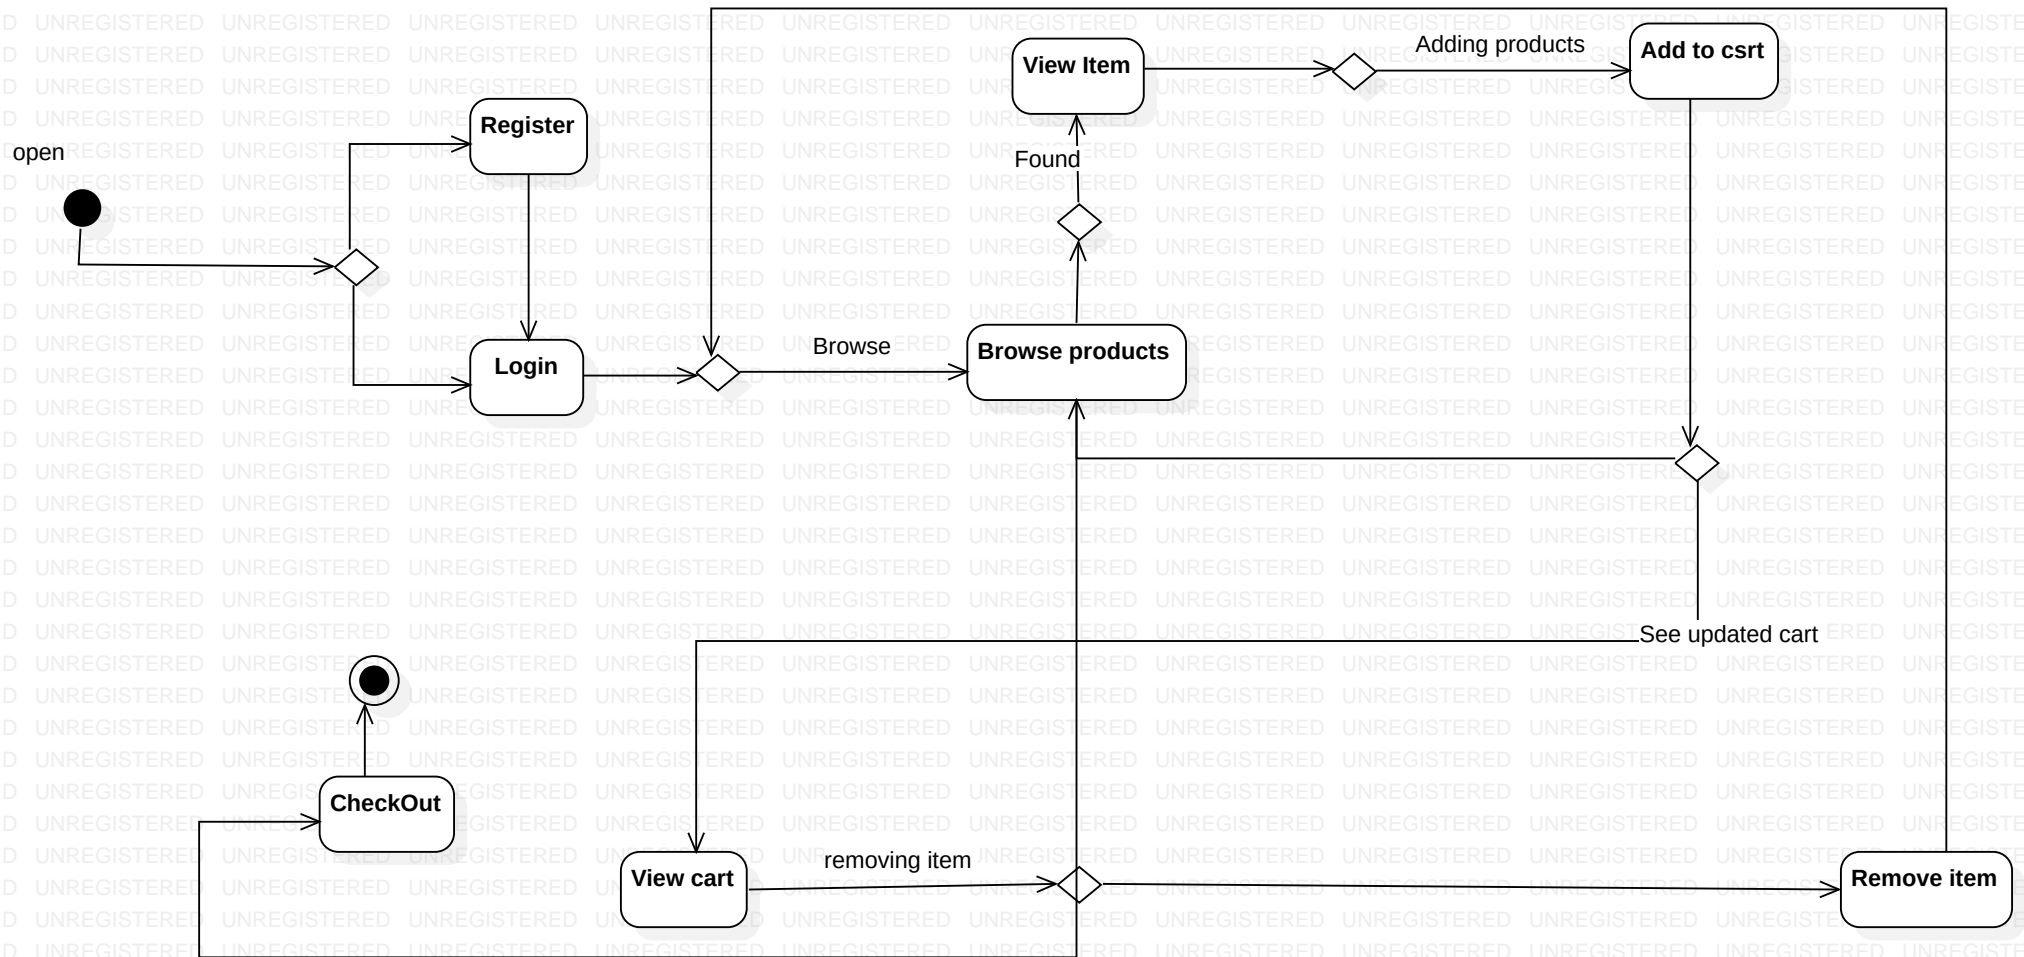 Adding products
Add to csrt
View Item
Register
open
Found
Browse
Browse products
Login
See updated cart
CheckOut
removing item
View cart
Remove item
UNREGISTERED